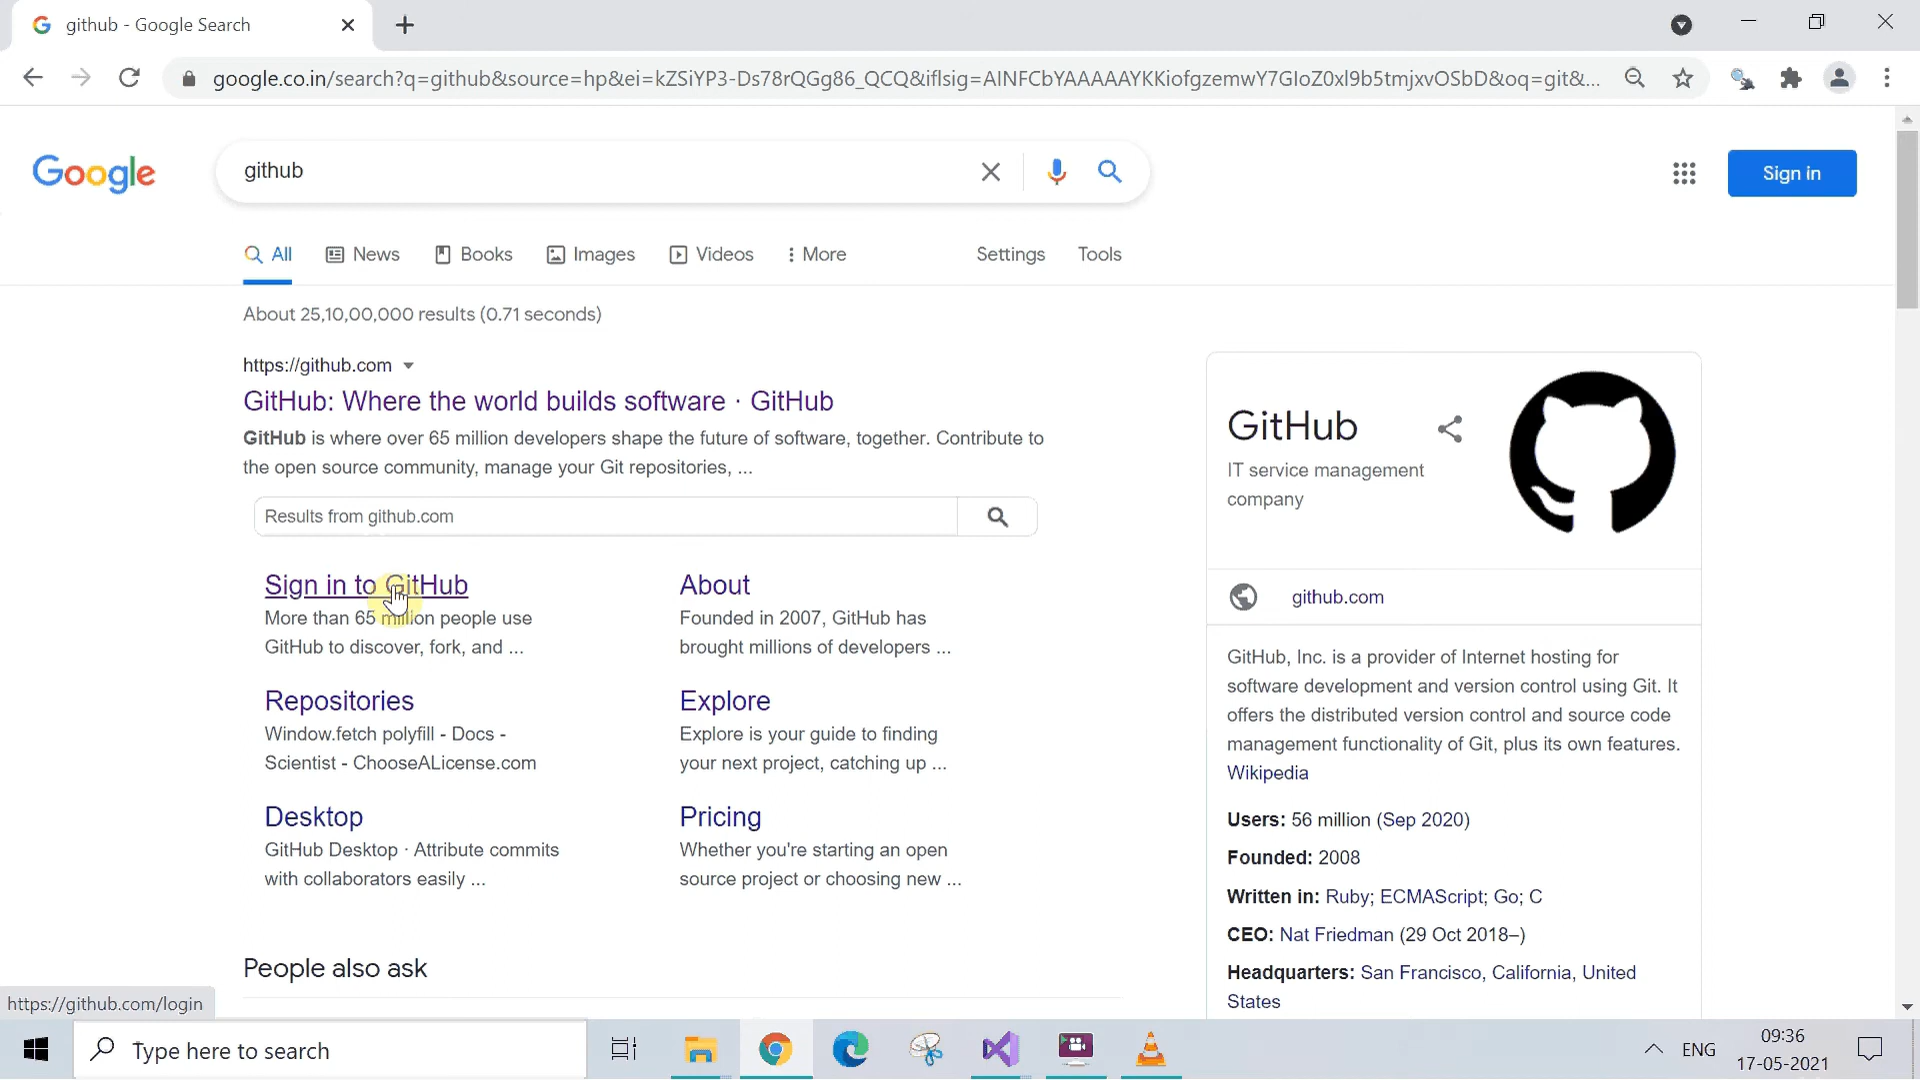 github - Google Search
google.co.in/search?q=github&source=hp&ei=kZSiYP3-Ds78rQGg86_QCQ&iflsig=AINFCbYAAAAAYKKiofgzemwY7GIoZ0xl9b5tmjxvOSbD&oq=git&...
Google
github
Sign in
All
News
Books
Images
Videos
More
Settings
Tools
About 25,10,00,000 results (0.71 seconds)
https://github.com
GitHub: Where the world builds software · GitHub
GitHub is where over 65 million developers shape the future of software, together. Contribute to
the open source community, manage your Git repositories, ...
Results from github.com
Sign in to GitHub
More than 65 million people use
GitHub to discover, fork, and ...
About
Founded in 2007, GitHub has
brought millions of developers ...
Repositories
Window.fetch polyfill - Docs -
Scientist - ChooseALicense.com
Explore
Explore is your guide to finding
your next project, catching up ...
Desktop
GitHub Desktop · Attribute commits
with collaborators easily ...
Pricing
Whether you're starting an open
source project or choosing new ...
People also ask
GitHub
IT service management
company
github.com
GitHub, Inc. is a provider of Internet hosting for
software development and version control using Git. It
offers the distributed version control and source code
management functionality of Git, plus its own features.
Wikipedia
Users: 56 million (Sep 2020)
Founded: 2008
Written in: Ruby; ECMAScript; Go; C
CEO: Nat Friedman (29 Oct 2018–)
Headquarters: San Francisco, California, United
States
https://github.com/login
Type here to search
ENG
09:36
17-05-2021